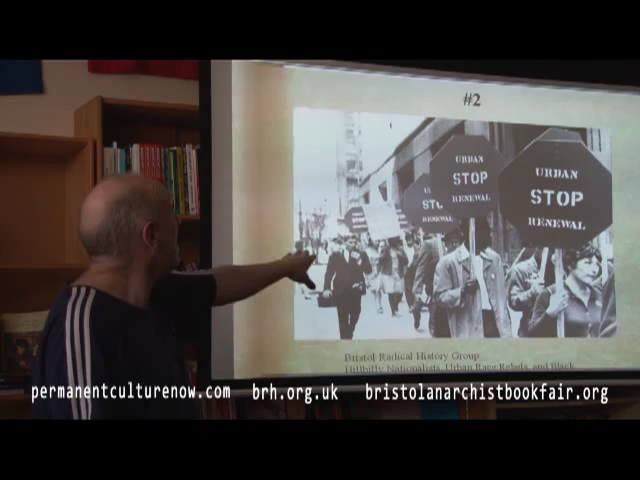 #2
URBAN
STOP
RENEWAL
URBAN
STOP
RENEWAL
STOP
Bristol Radical History Group
Hillbilly Nationalists, Urban Race Rebels, and Black
permanentculturenow.com brh.org.uk bristolanarchistbookfair.org